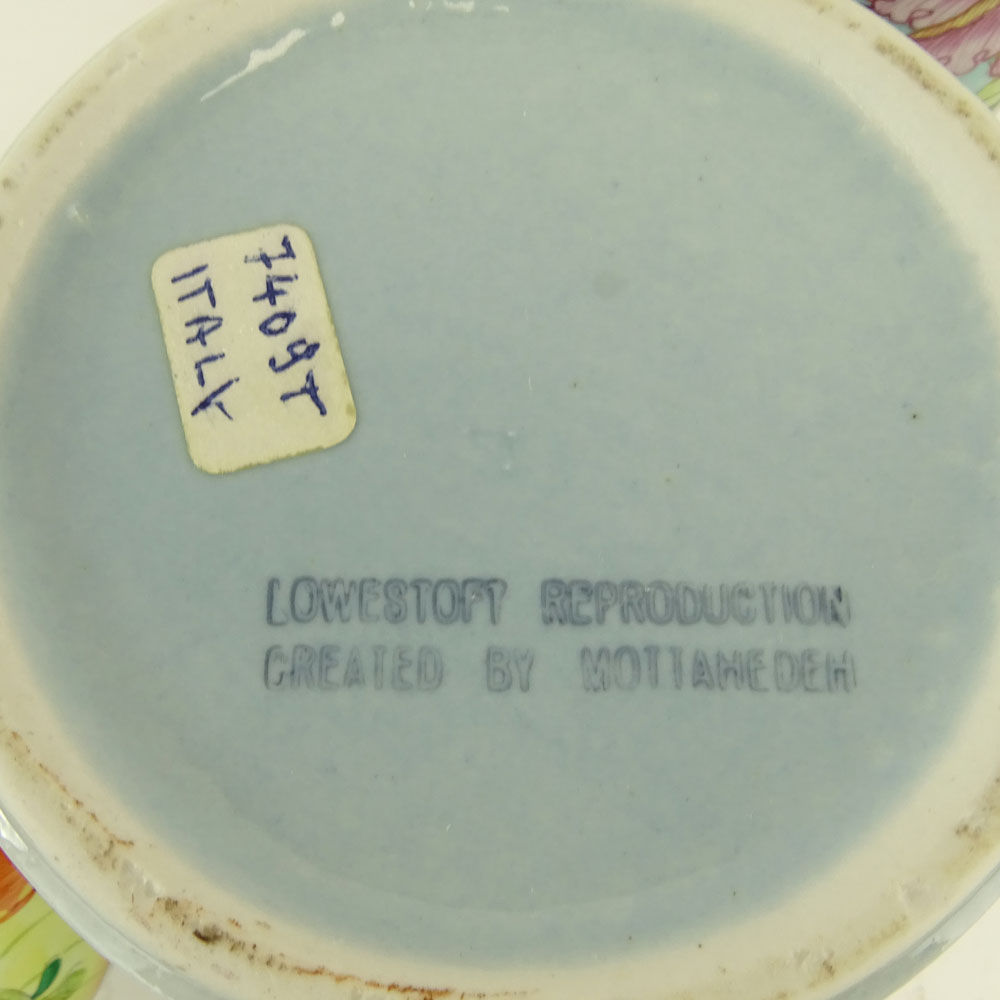 7409T
ITALY
LOWESTOFT REPRODUCTION
CREATED BY MOTTAHEDEH